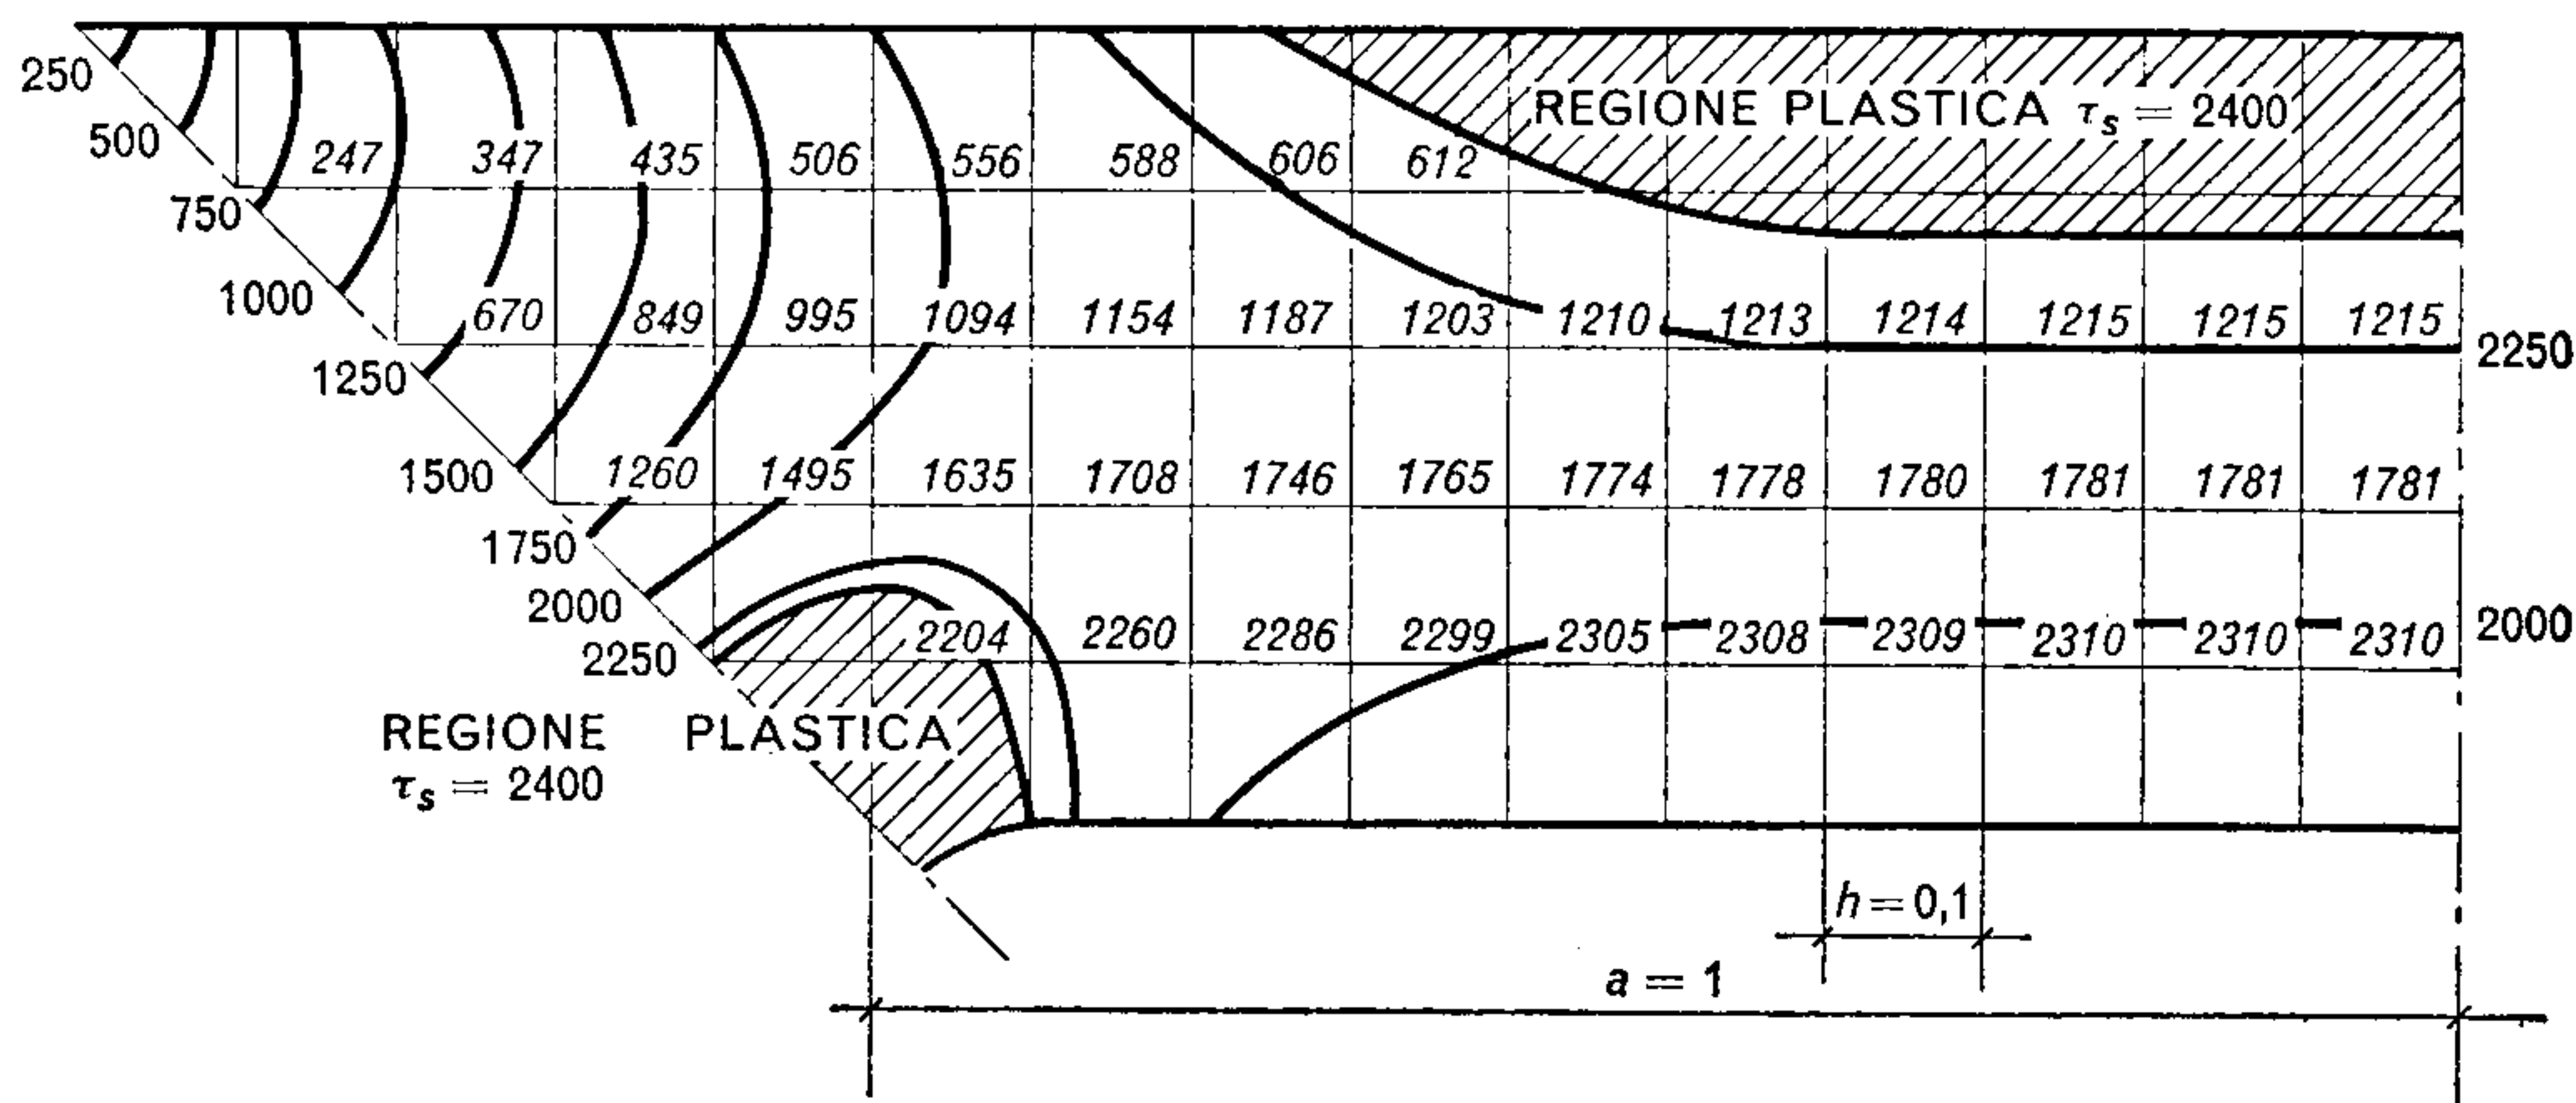 250
500
750
1000
1250
1500
1750
2000
2250
REGIONE PLASTICA τs = 2400
247 347 435 506 556 588 606 612
670 849 995 1094 1154 1187 1203 1210 1213 1214 1215 1215 1215
2250
1260 1495 1635 1708 1746 1765 1774 1778 1780 1781 1781 1781
2204 2260 2286 2299 2305 2308 2309 2310 2310 2310
2000
REGIONE PLASTICA
τs = 2400
h = 0,1
a = 1